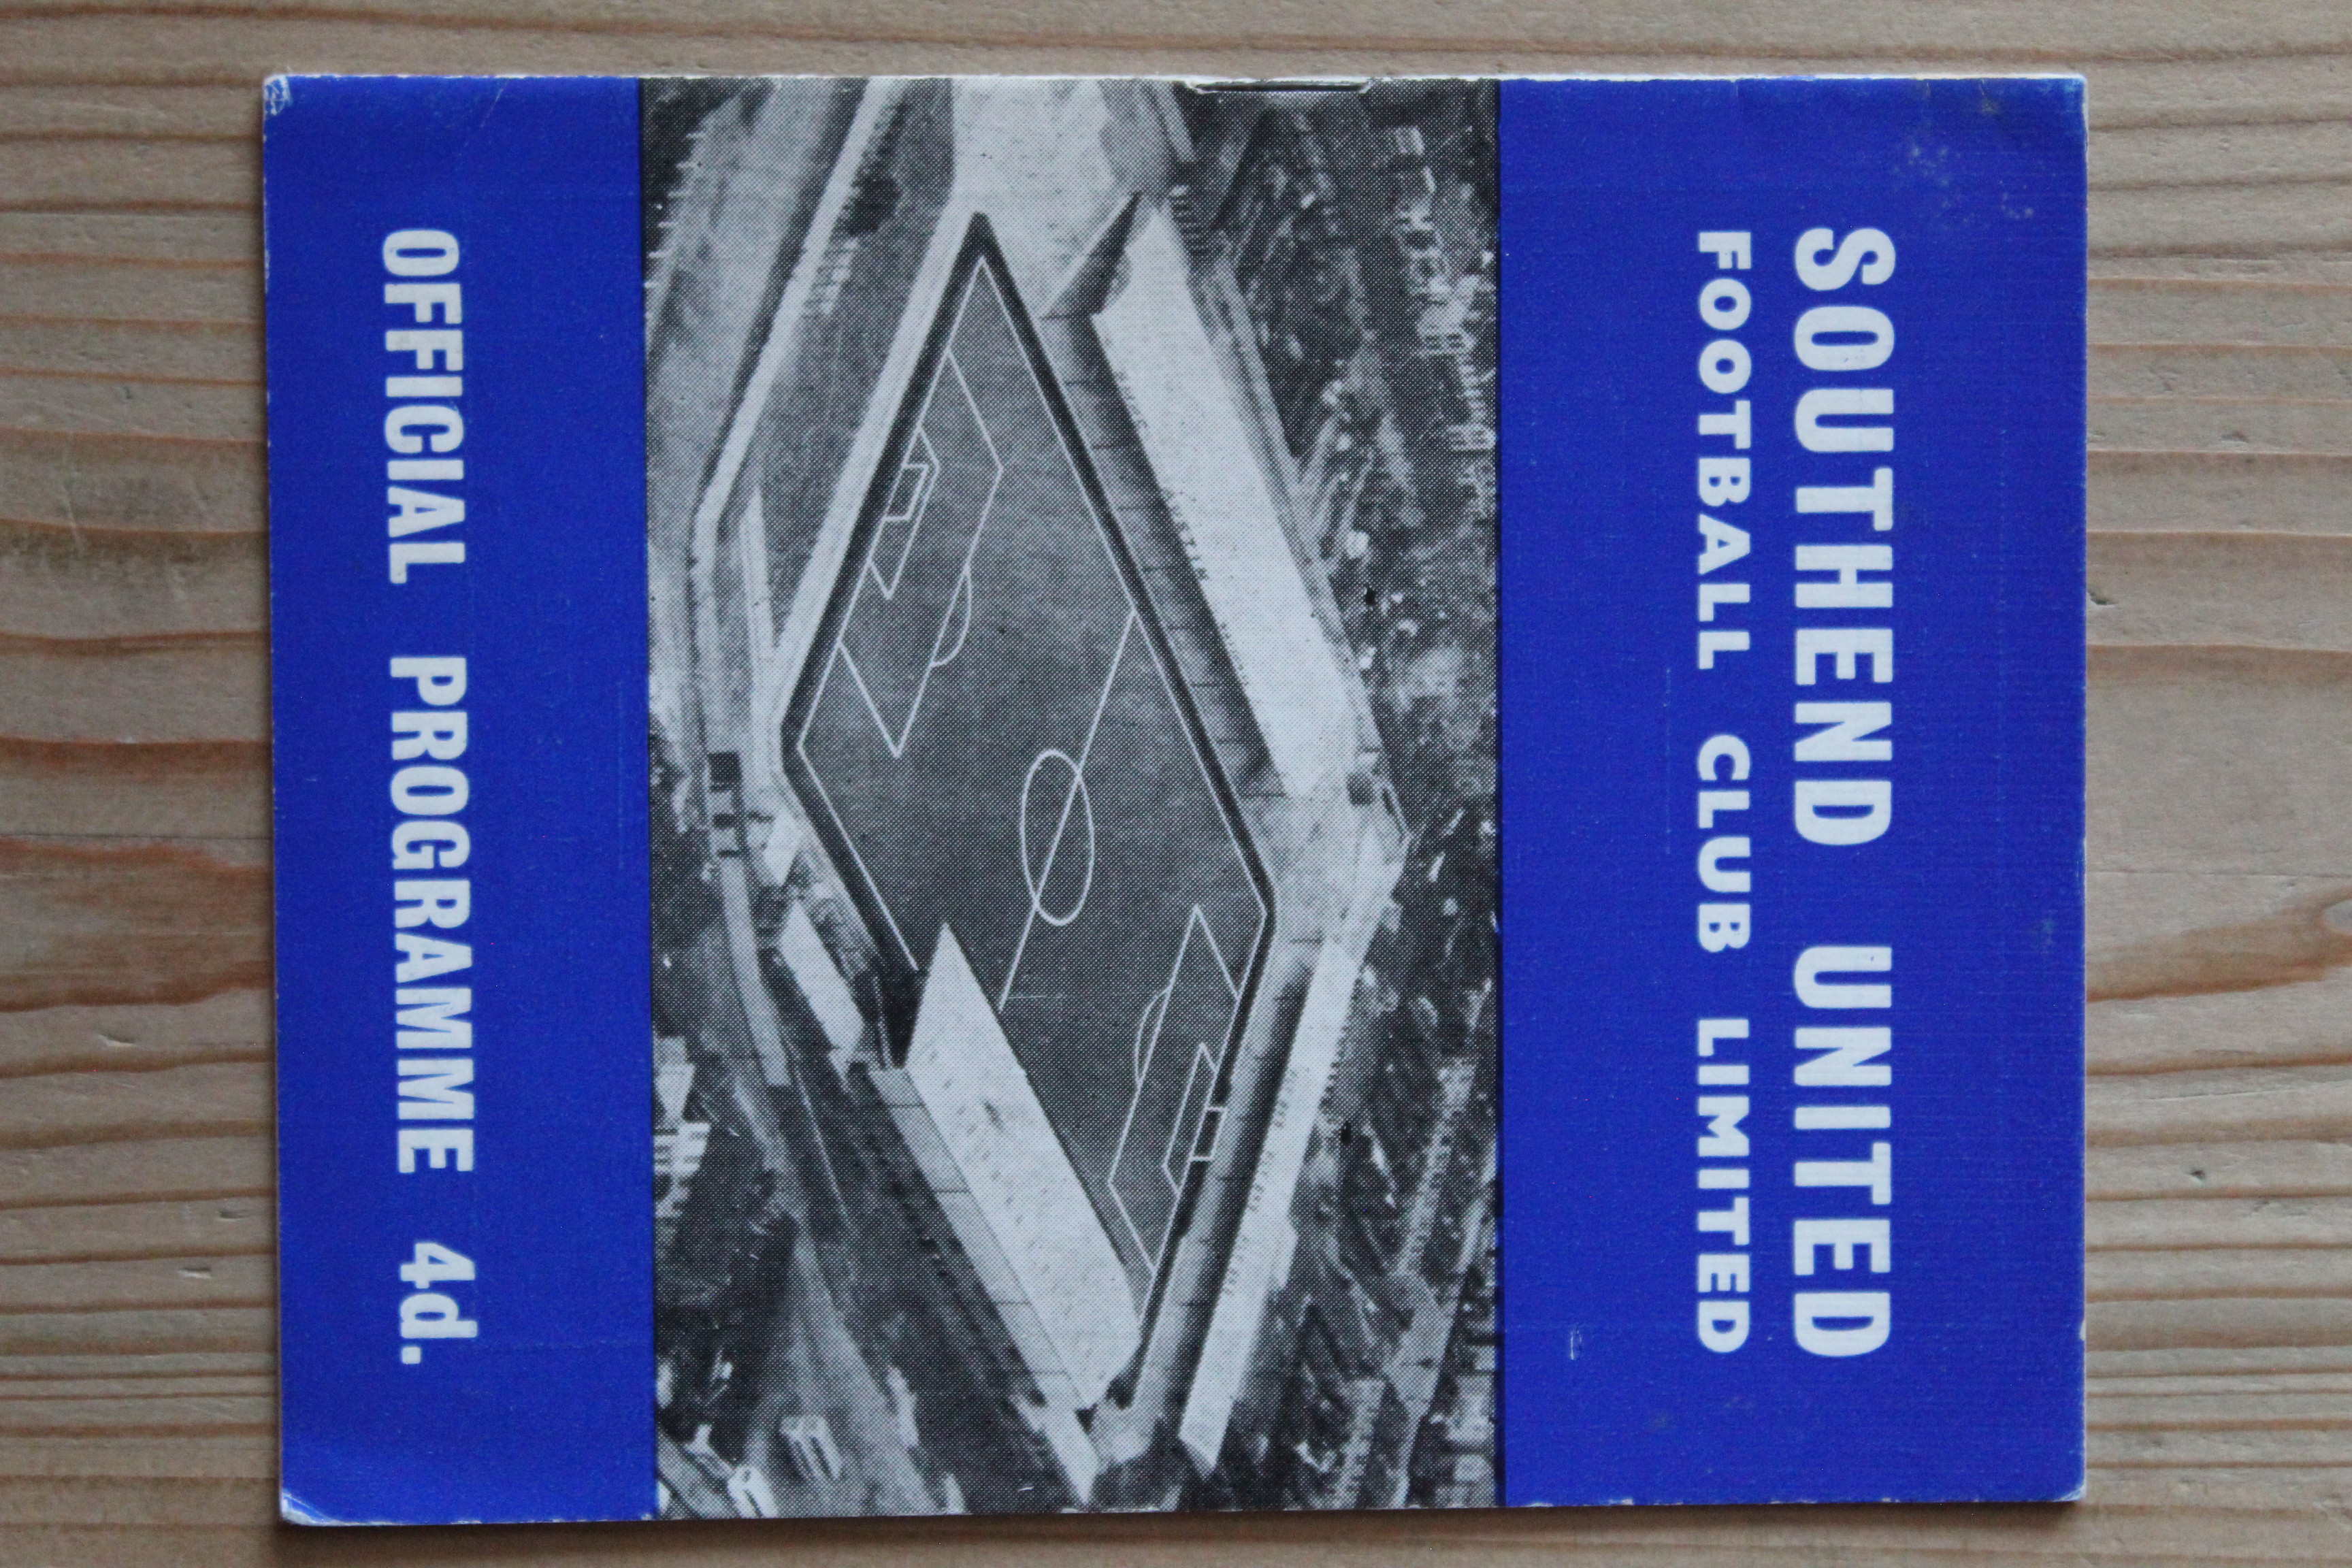 SOUTHEND UNITED
FOOTBALL CLUB LIMITED
OFFICIAL PROGRAMME 4d.